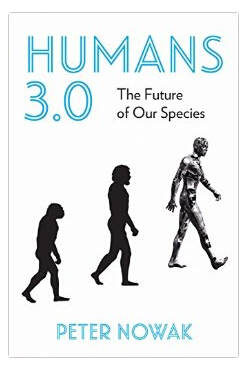 HUMANS
3.0
The Future
of Our Species
PETER NOWAK